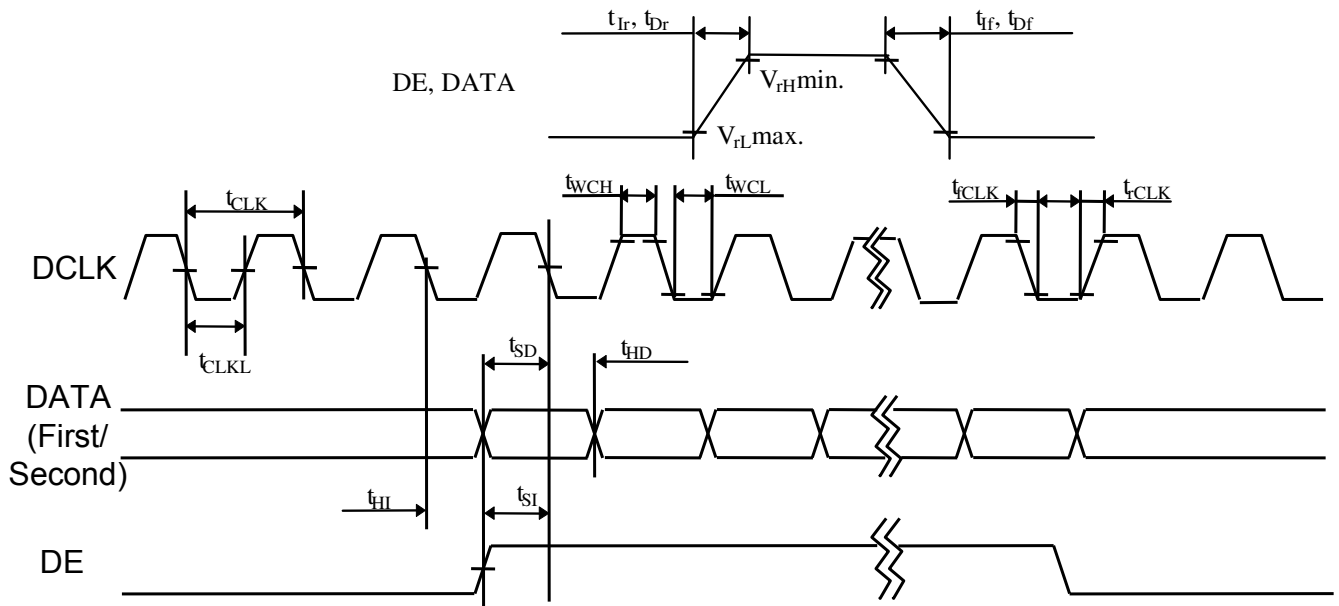 tIr, tDr
tIf, tDf
DE, DATA
VrHmin.
VrLmax.
tCLK
tWCH
tWCL
tfCLK
trCLK
DCLK
tCLKL
tSD
tHD
DATA
(First/
Second)
tHI
tSI
DE